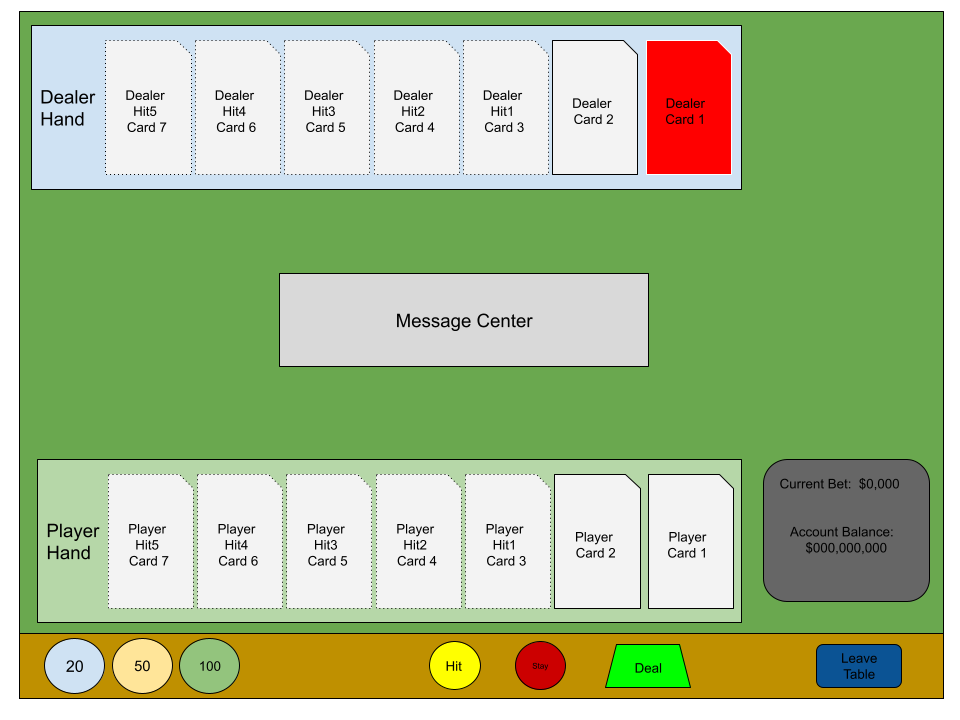 Dealer
Hand
Dealer
Hit5
Card 7
Dealer
Hit4
Card 6
Dealer
Hit3
Card 5
Dealer
Hit2
Card 4
Dealer
Hit1
Card 3
Dealer
Card 2
Dealer
Card 1
Message Center
Player
Hand
Player
Hit5
Card 7
Player
Hit4
Card 6
Player
Hit3
Card 5
Player
Hit2
Card 4
Player
Hit1
Card 3
Player
Card 2
Player
Card 1
Current Bet: $0,000
Account Balance:
$000,000,000
20
50
100
Hit
Stay
Deal
Leave
Table